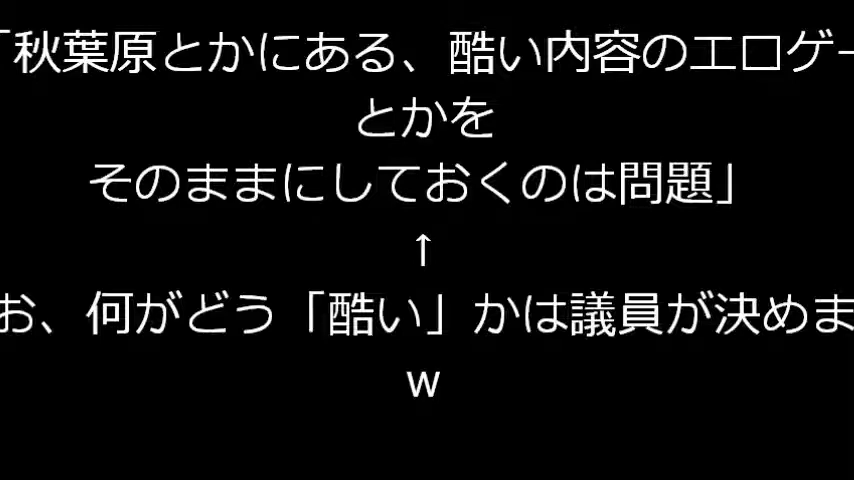 「秋葉原とかにある、酷い内容のエロゲー
とかを
そのままにしておくのは問題」
↑
お、何がどう「酷い」かは議員が決めま
w